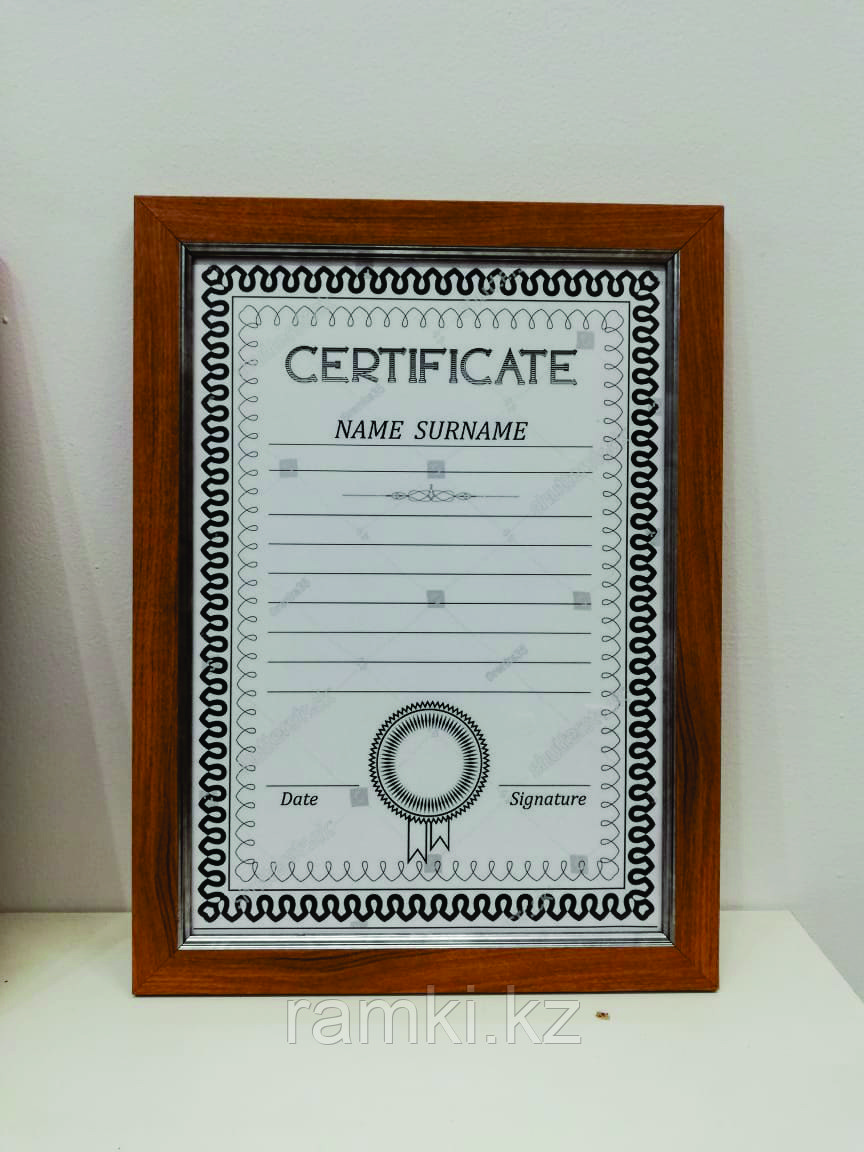 CERTIFICATE
NAME SURNAME
Date
Signature
ramki.kz